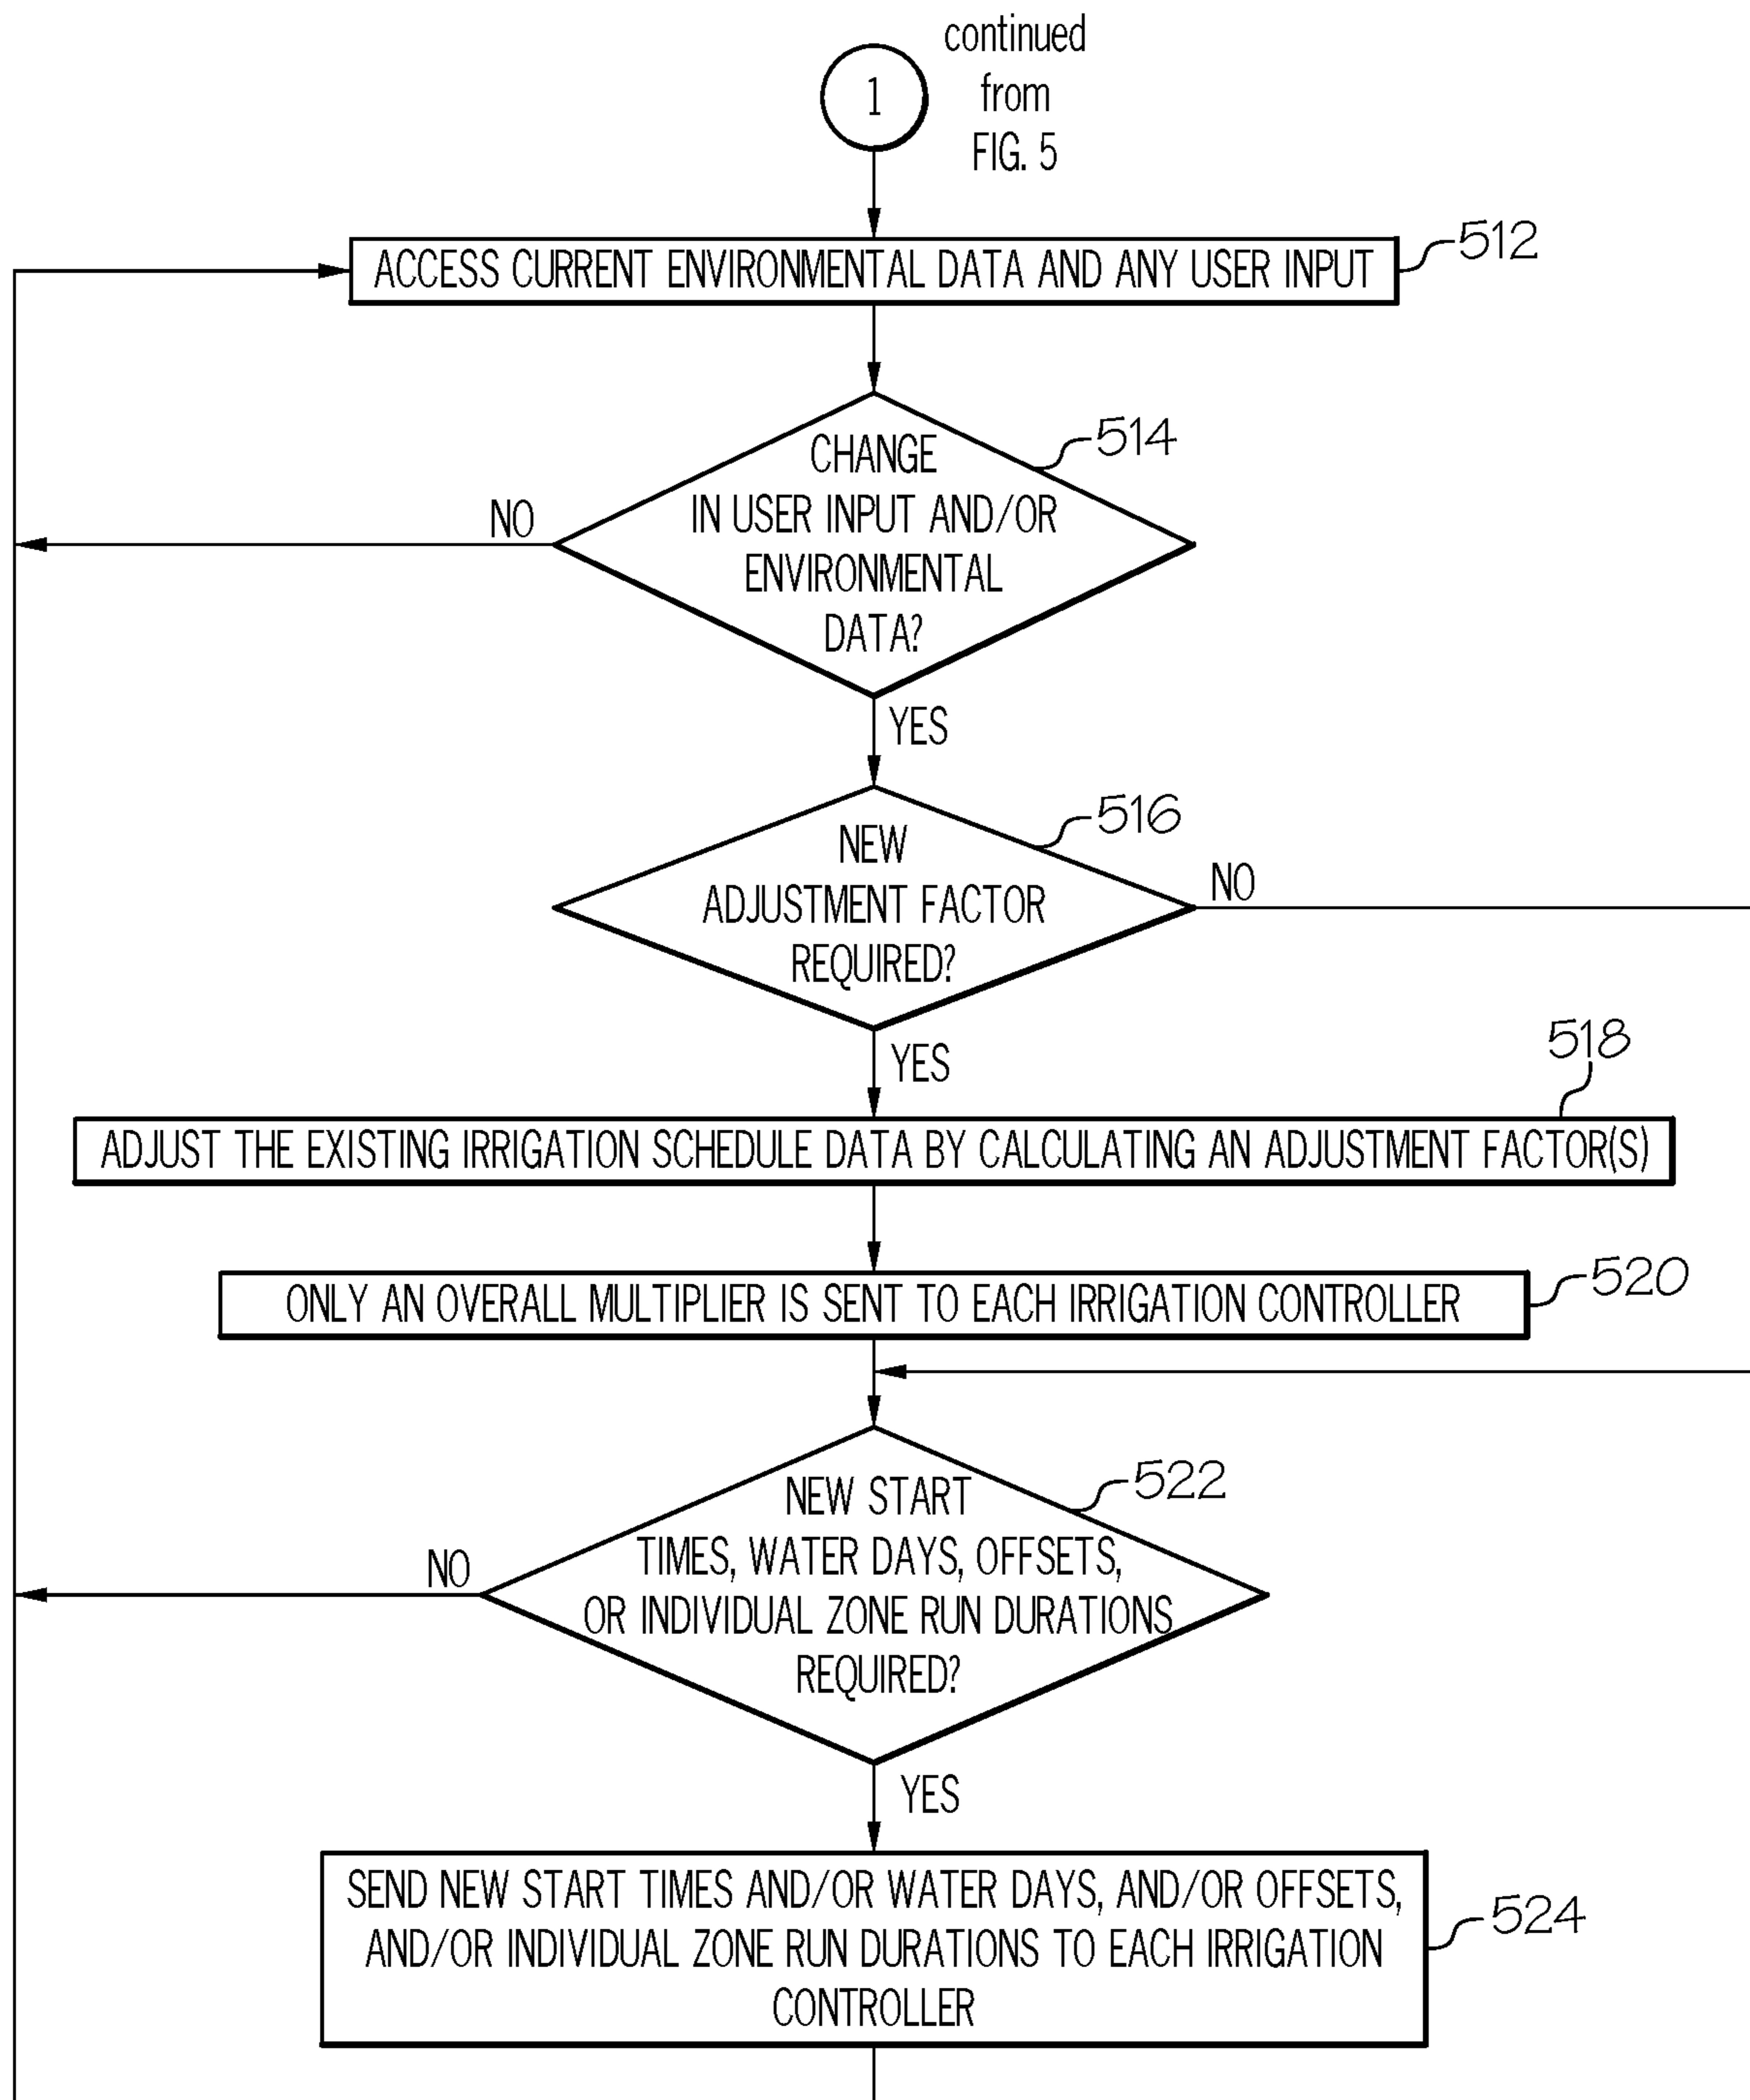 continued
from
FIG. 5
1
ACCESS CURRENT ENVIRONMENTAL DATA AND ANY USER INPUT
512
CHANGE
IN USER INPUT AND/OR
ENVIRONMENTAL
DATA?
514
NO
YES
NEW
ADJUSTMENT FACTOR
REQUIRED?
516
NO
YES
518
ADJUST THE EXISTING IRRIGATION SCHEDULE DATA BY CALCULATING AN ADJUSTMENT FACTOR(S)
ONLY AN OVERALL MULTIPLIER IS SENT TO EACH IRRIGATION CONTROLLER
520
NEW START
TIMES, WATER DAYS, OFFSETS,
OR INDIVIDUAL ZONE RUN DURATIONS
REQUIRED?
522
NO
YES
SEND NEW START TIMES AND/OR WATER DAYS, AND/OR OFFSETS,
AND/OR INDIVIDUAL ZONE RUN DURATIONS TO EACH IRRIGATION
CONTROLLER
524